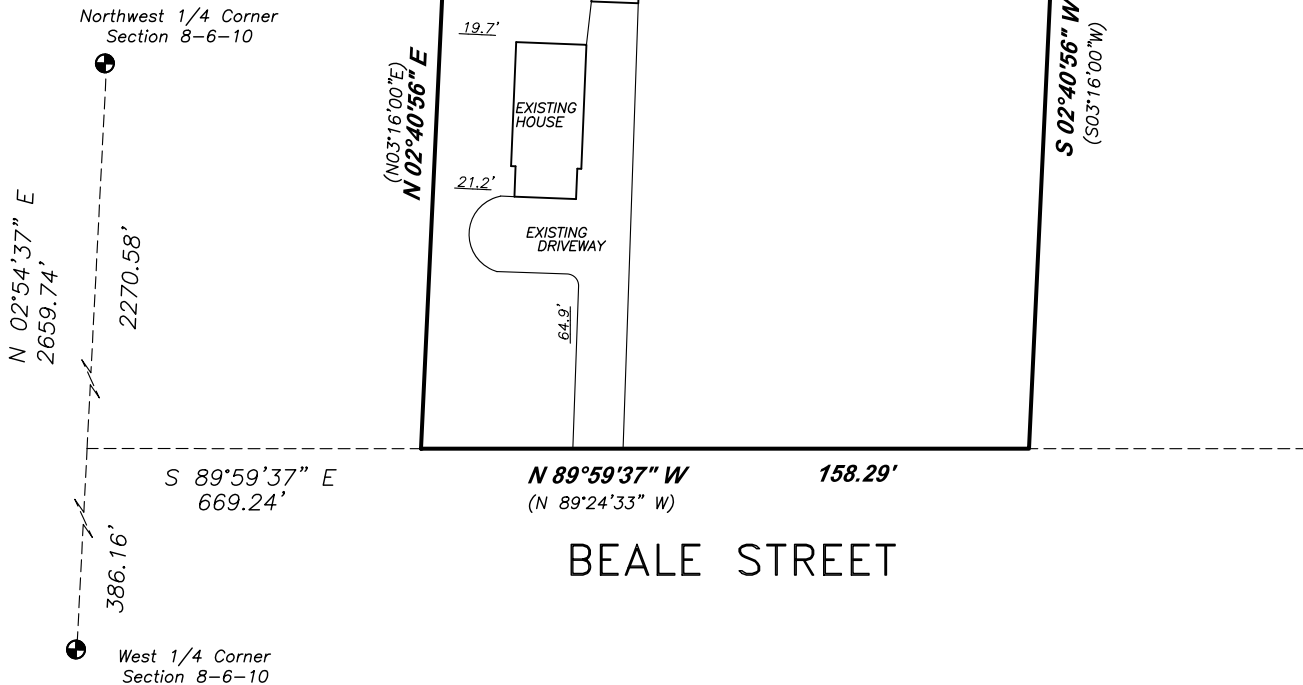 Northwest 1/4 Corner
Section 8-6-10
N 02°54'37" E
2659.74'
2270.58'
S 89°59'37" E
669.24'
386.16'
West 1/4 Corner
Section 8-6-10
(N03°16'00"E)
N 02°40'56" E
19.7'
EXISTING
HOUSE
21.2'
EXISTING
DRIVEWAY
64.9'
S 02°40'56" W
(S03°16'00"W)
N 89°59'37" W
158.29'
(N 89°24'33" W)
BEALE STREET